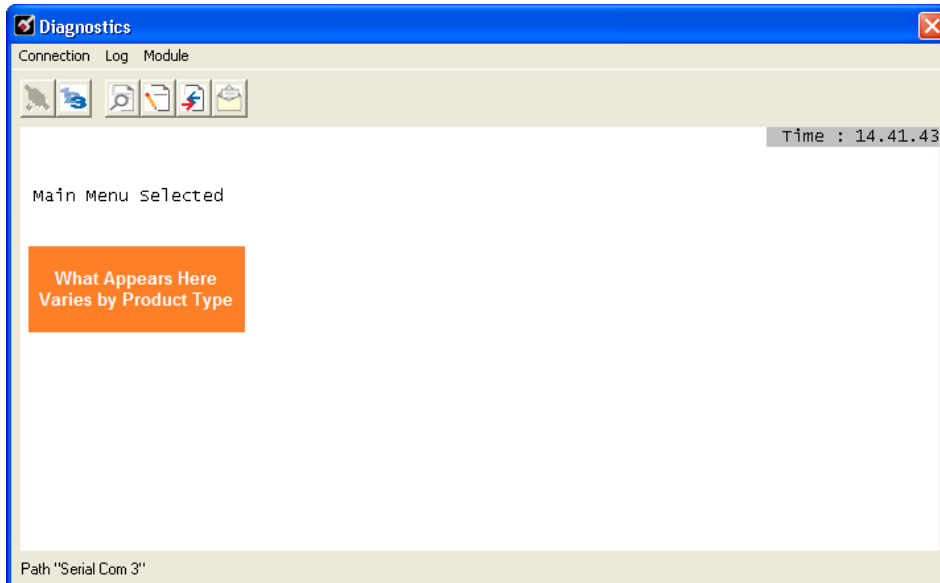 Diagnostics
Connection Log Module
Time : 14.41.43
Main Menu Selected
What Appears Here
Varies by Product Type
Path "Serial Com 3"